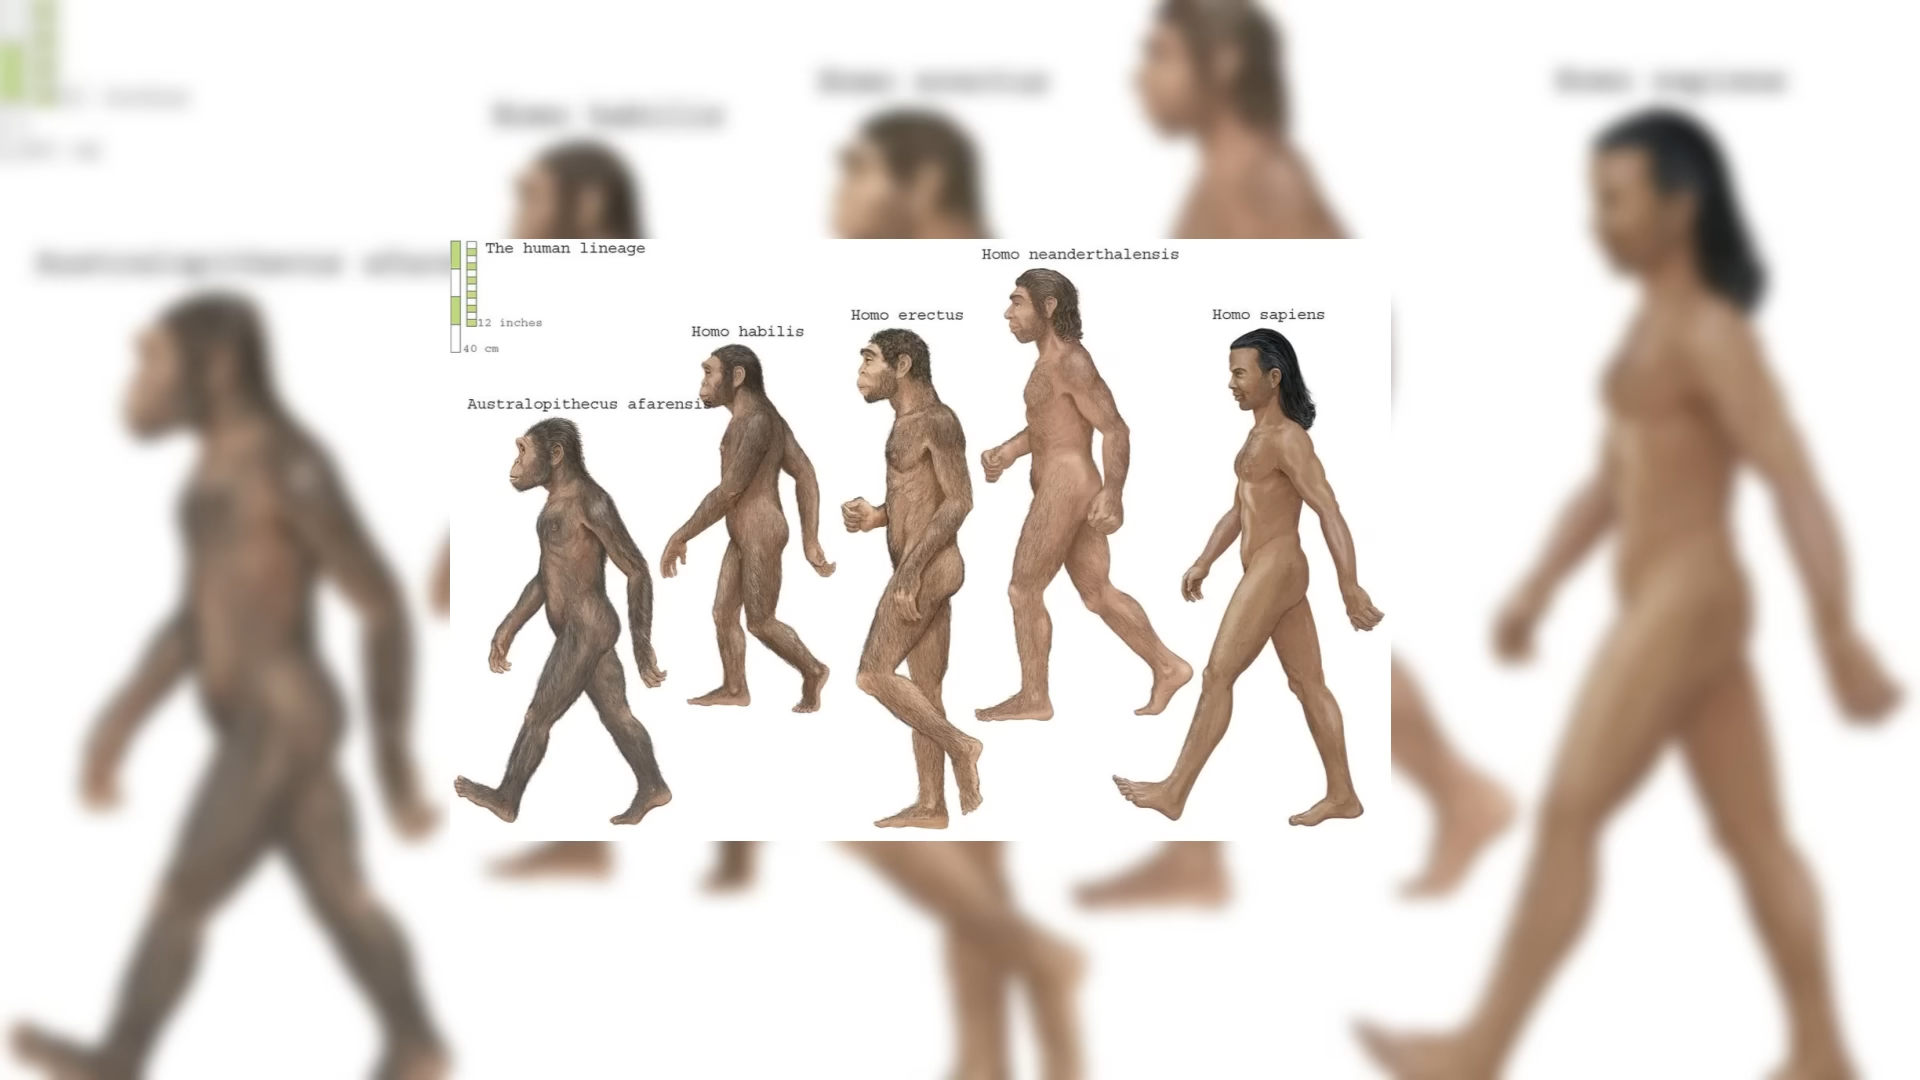 The human lineage
12 inches
40 cm
Australopithecus afarensis
Homo habilis
Homo erectus
Homo neanderthalensis
Homo sapiens